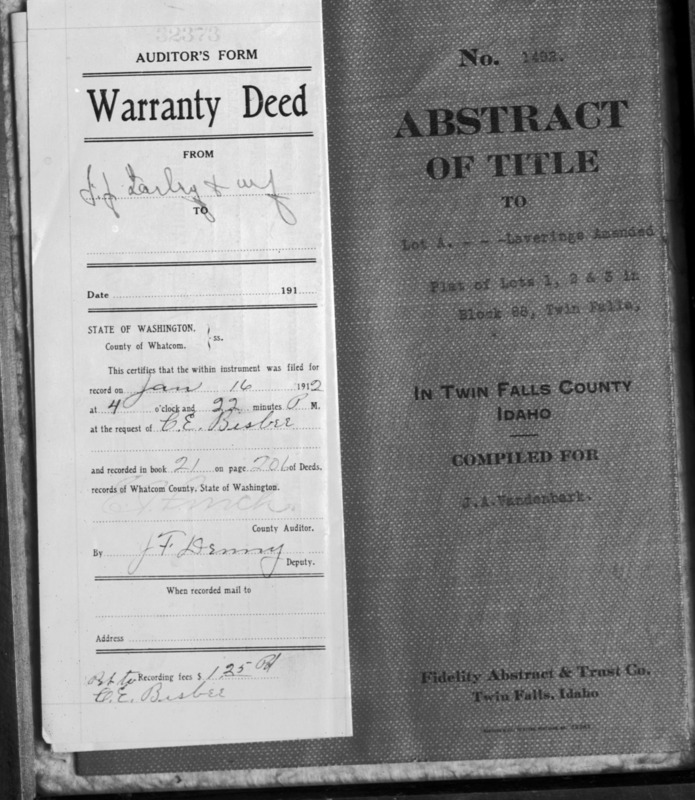 32373
AUDITOR'S FORM
Warranty Deed
FROM
J.J. & wf
TO
Date 191
STATE OF WASHINGTON,
County of Whatcom. ss.
This certifies that the within instrument was filed for
record on Jan 16 1912
at 4 o'clock and 22 minutes P M.
at the request of C.E. Bisbee
and recorded in book 21 on page 206 of Deeds.
records of Whatcom County, State of Washington.
County Auditor.
By J F Denny
Deputy.
When recorded mail to
Address
Recording fees $ 1.25 Pd
C.E. Bisbee
No. 1492.
ABSTRACT
OF TITLE
TO
Lot A. - - -Laverings Amended
Plat of Lots 1, 2 & 3 in
Block 88, Twin Falls,
IN TWIN FALLS COUNTY
IDAHO
COMPILED FOR
J.A.Vandenbark.
Fidelity Abstract & Trust Co.
Twin Falls, Idaho